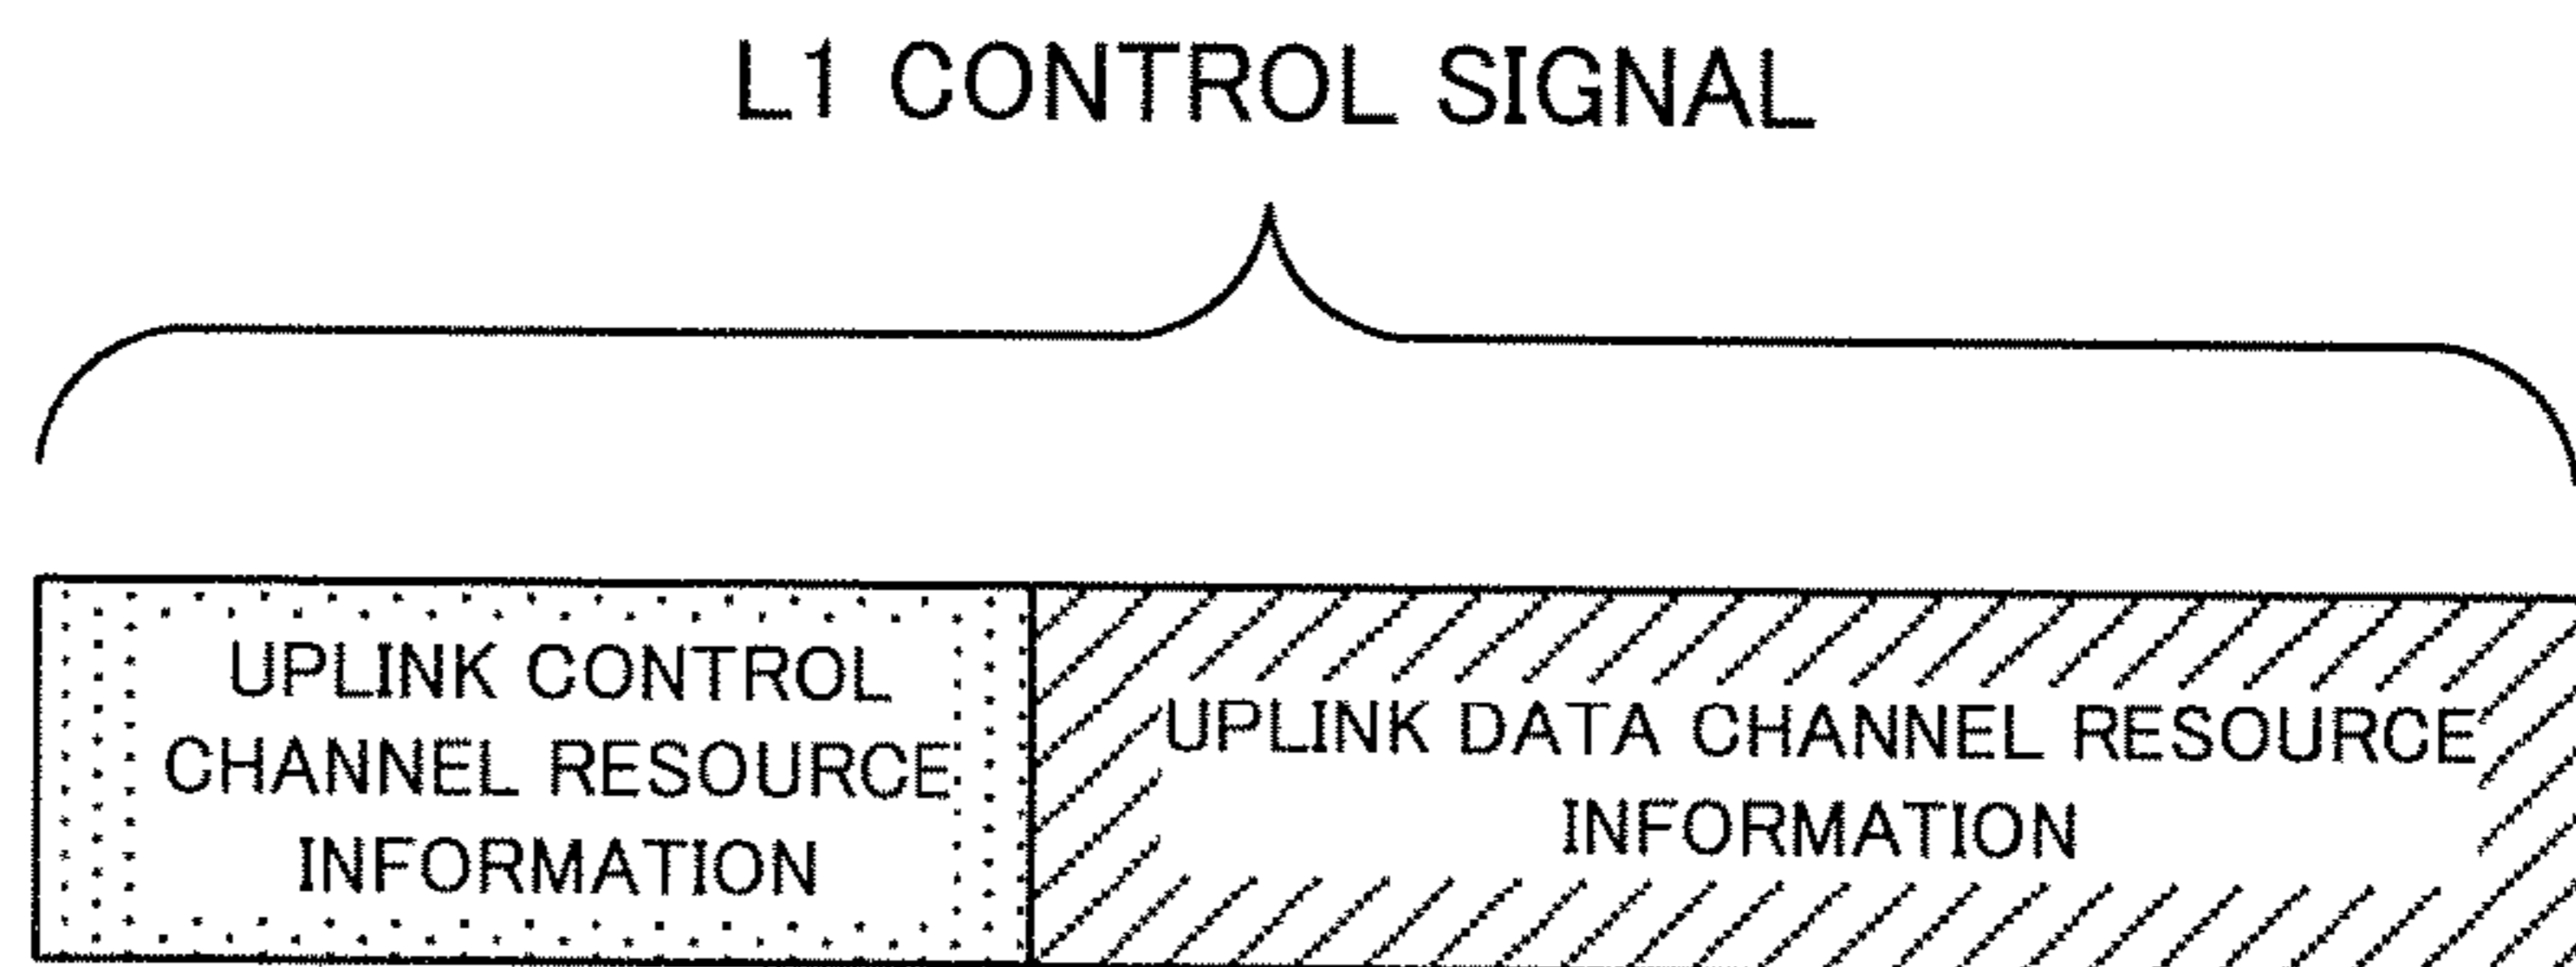 L1 CONTROL SIGNAL
UPLINK CONTROL
CHANNEL RESOURCE
INFORMATION
UPLINK DATA CHANNEL RESOURCE
INFORMATION